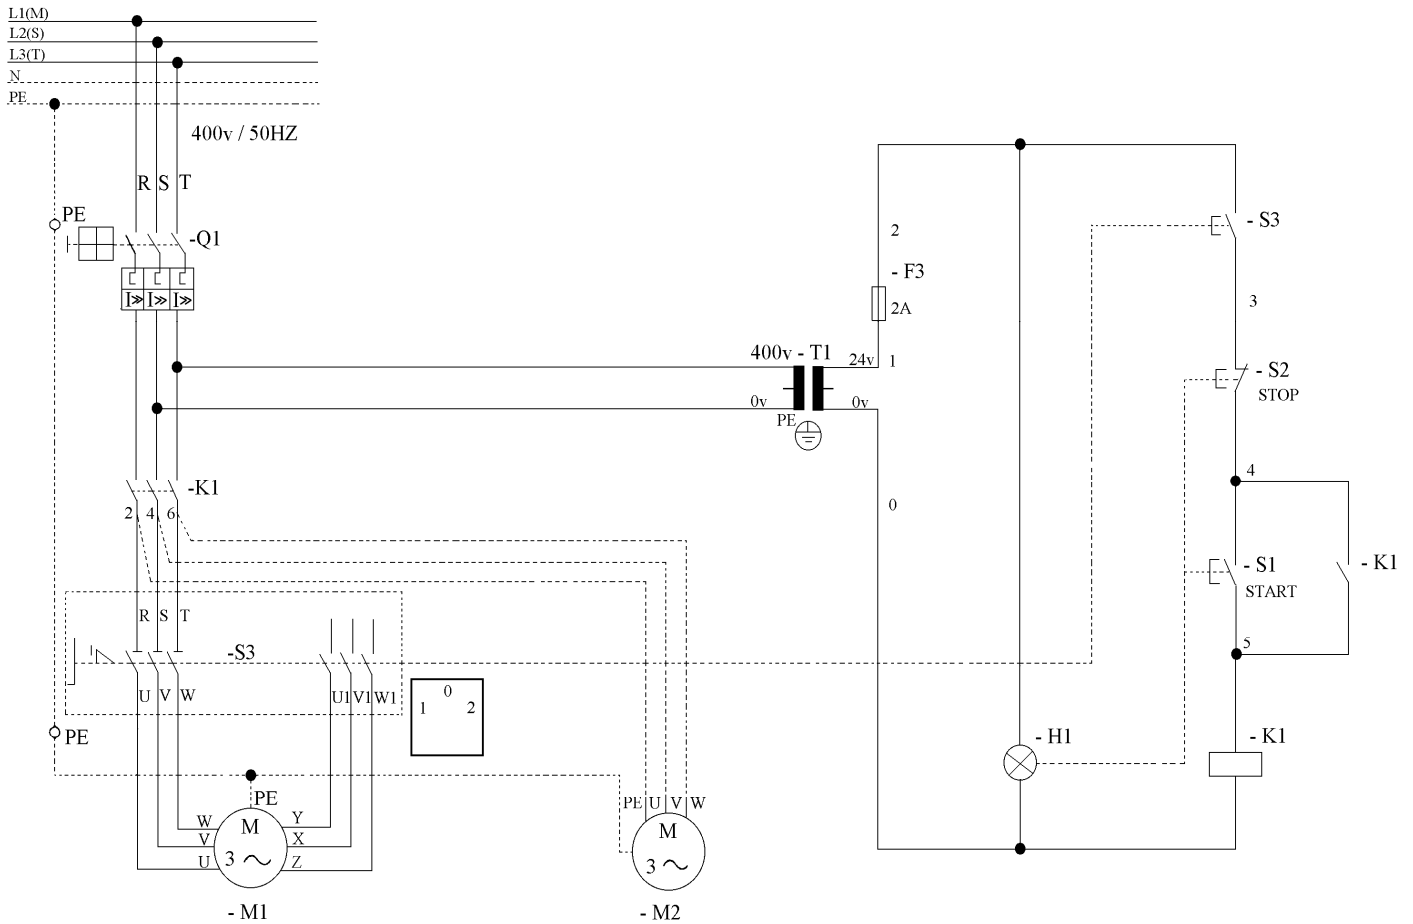 L1(M)
L2(S)
L3(T)
N
PE
400v / 50HZ
R S T
PE
-Q1
I≫ I≫ I≫
400v - T1
0v
PE
24v 1
0v
2
- F3
2A
0
- S3
3
- S2
STOP
4
- S1
START
- K1
5
- H1
- K1
-K1
2 4 6
R S T
-S3
U V W
U1 V1 W1
0
1 2
PE
PE
W
V
U
M
3 ~
Y
X
Z
- M1
PE U V W
M
3 ~
- M2